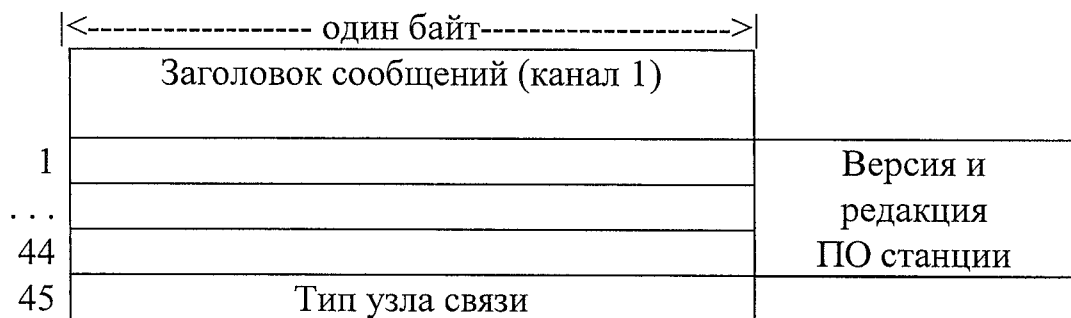 |<----------------- один байт------------------->|
Заголовок сообщений (канал 1)
1 Версия и
... редакция
44 ПО станции
45 Тип узла связи